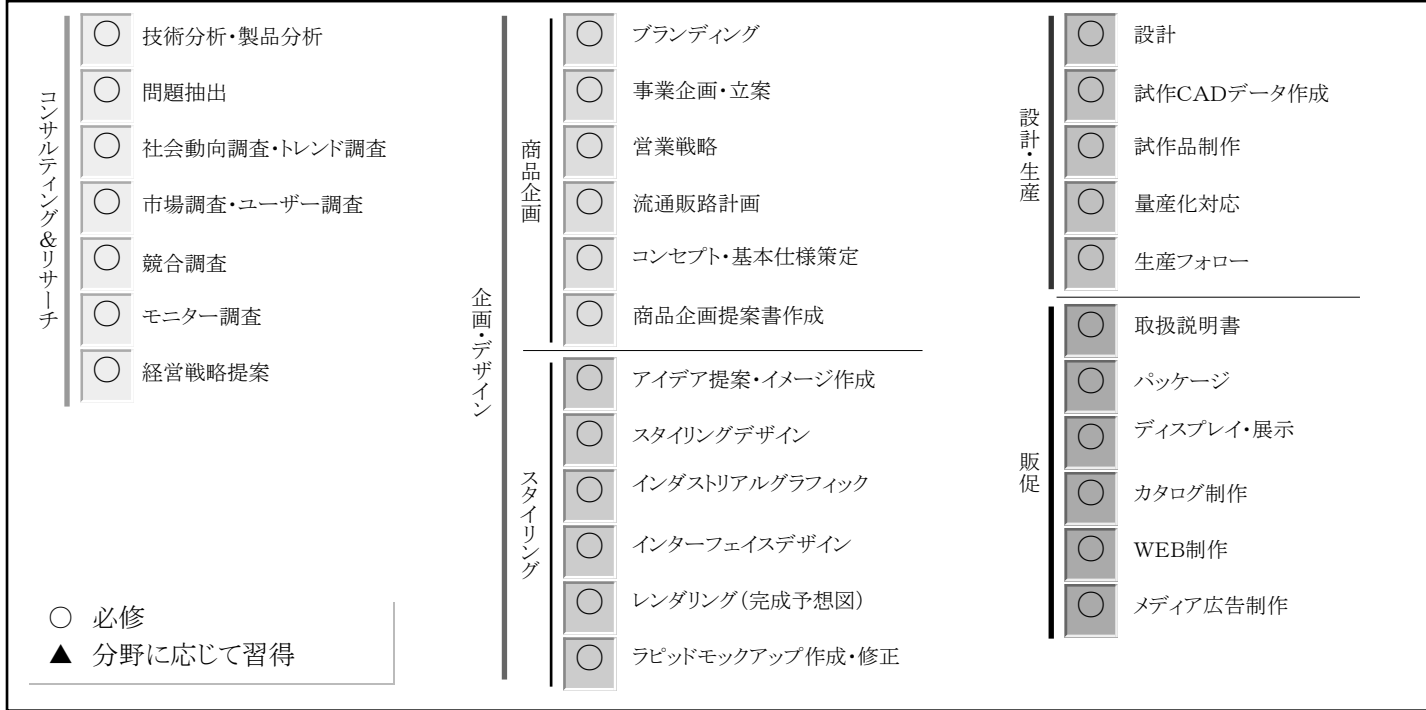 コンサルティング&リサーチ
○ 技術分析・製品分析
○ 問題抽出
○ 社会動向調査・トレンド調査
○ 市場調査・ユーザー調査
○ 競合調査
○ モニター調査
○ 経営戦略提案
企画・デザイン
商品企画
○ ブランディング
○ 事業企画・立案
○ 営業戦略
○ 流通販路計画
○ コンセプト・基本仕様策定
○ 商品企画提案書作成
スタイリング
○ アイデア提案・イメージ作成
○ スタイリングデザイン
○ インダストリアルグラフィック
○ インターフェイスデザイン
○ レンダリング(完成予想図)
○ ラピッドモックアップ作成・修正
設計・生産
○ 設計
○ 試作CADデータ作成
○ 試作品制作
○ 量産化対応
○ 生産フォロー
販促
○ 取扱説明書
○ パッケージ
○ ディスプレイ・展示
○ カタログ制作
○ WEB制作
○ メディア広告制作
○ 必修
▲ 分野に応じて習得